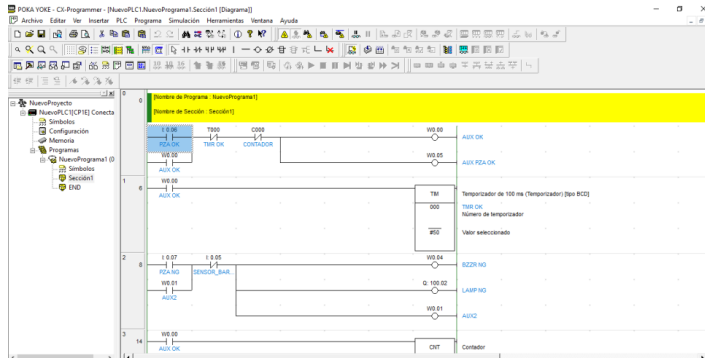 POKA YOKE - CX-Programmer - [NuevoPLC1.NuevoPrograma1.Sección1 [Diagrama]]
Archivo Editar Ver Insertar PLC Programa Simulación Herramientas Ventana Ayuda
NuevoProyecto
NuevoPLC1[CP1E] Conecta
Símbolos
Configuración
Memoria
Programas
NuevoPrograma1 (0
Símbolos
Sección1
END
0
0
[Nombre de Programa : NuevoPrograma1]
[Nombre de Sección : Sección1]
I: 0.06 T000 C000 W0.00
PZA OK TMR OK CONTADOR AUX OK
W0.00 W0.05
AUX OK AUX PZA OK
1
6
W0.00
AUX OK
TIM Temporizador de 100 ms (Temporizador) [tipo BCD]
000 TMR OK
Número de temporizador
#50 Valor seleccionado
2
8
I: 0.07 I: 0.05 W0.04
PZA NG SENSOR_BAR... BZZR NG
W0.01 Q: 100.02
AUX2 LAMP NG
W0.01
AUX2
3
14
W0.00
AUX OK
CNT Contador